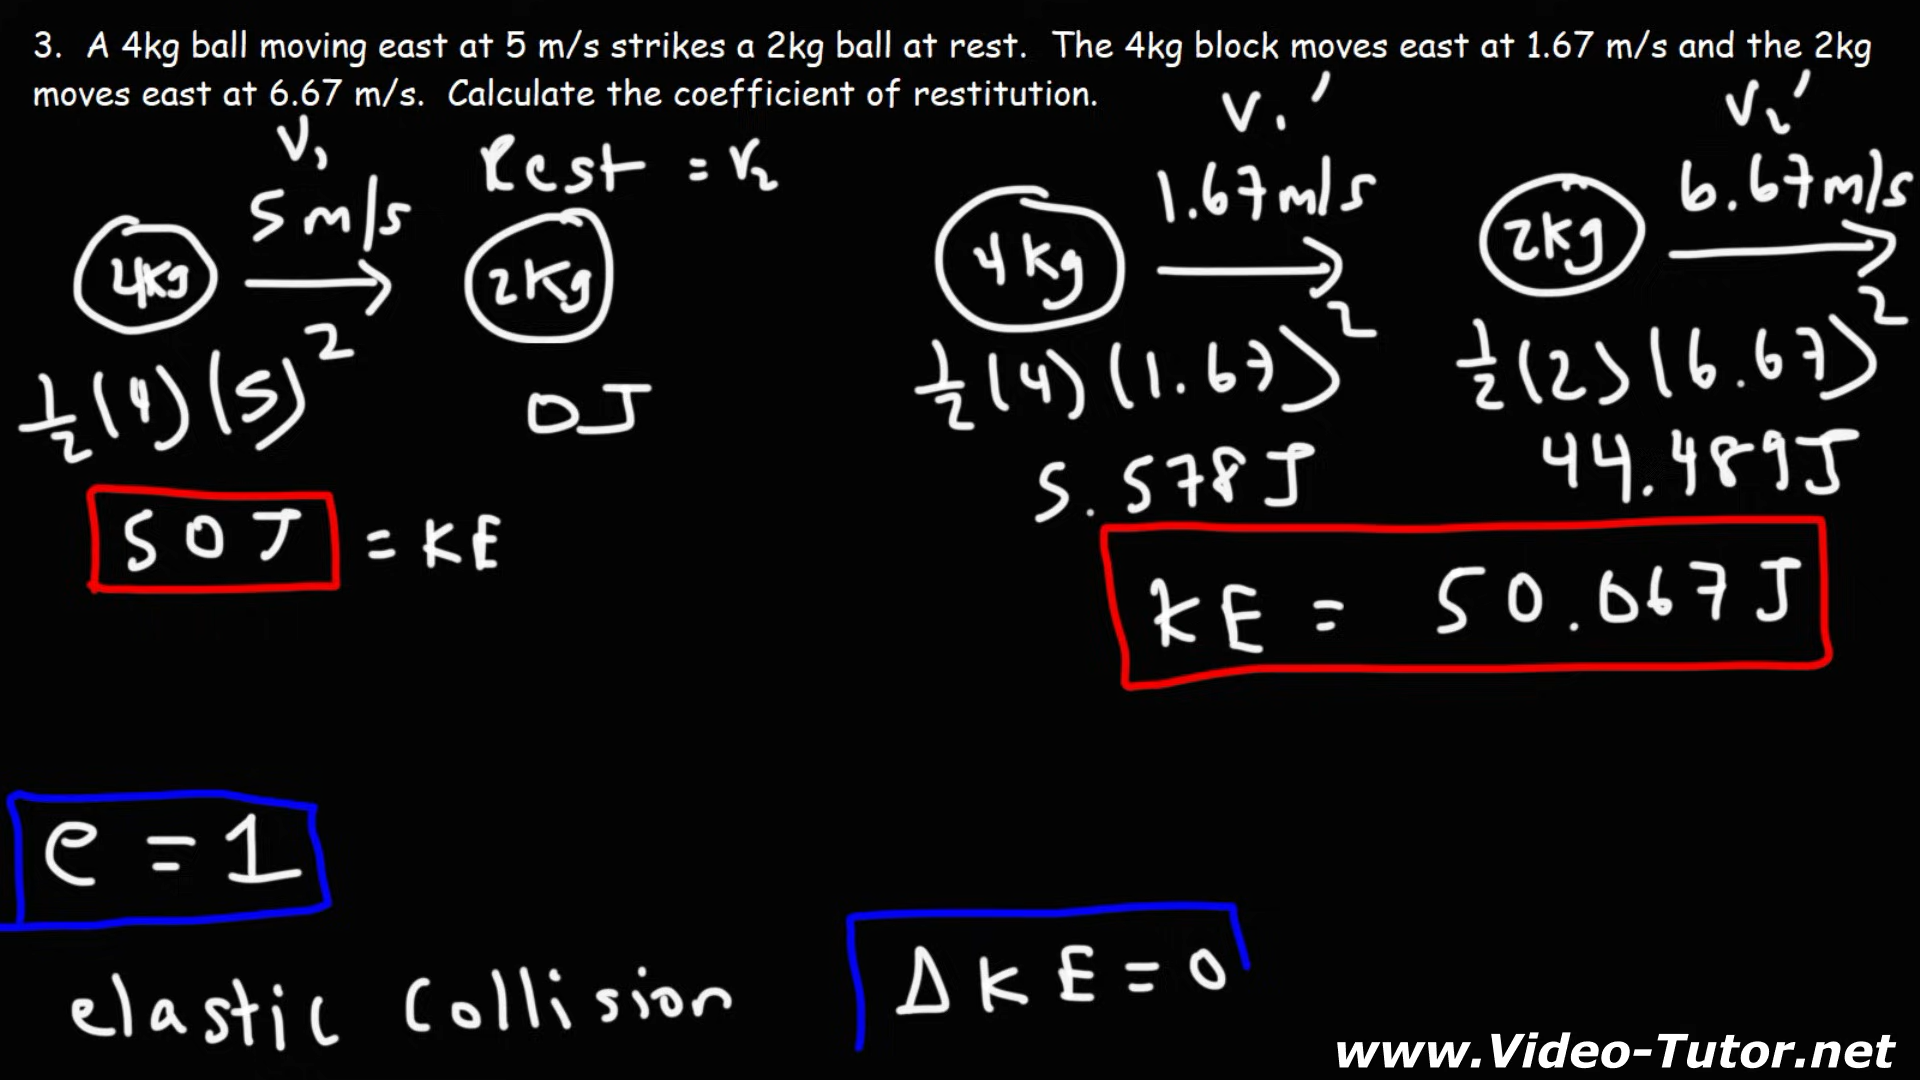 3. A 4kg ball moving east at 5 m/s strikes a 2kg ball at rest. The 4kg block moves east at 1.67 m/s and the 2kg
moves east at 6.67 m/s. Calculate the coefficient of restitution.
V₁ Rest = V₂ V₁' V₂'
5 m/s 1.67 m/s 6.67 m/s
4kg 2kg 4kg 2kg
½(4)(5)² 0J ½(4)(1.67)² ½(2)(6.67)²
5.578J 44.489J
50J = KE
KE = 50.067J
e = 1
elastic collision ΔKE = 0
www.Video-Tutor.net